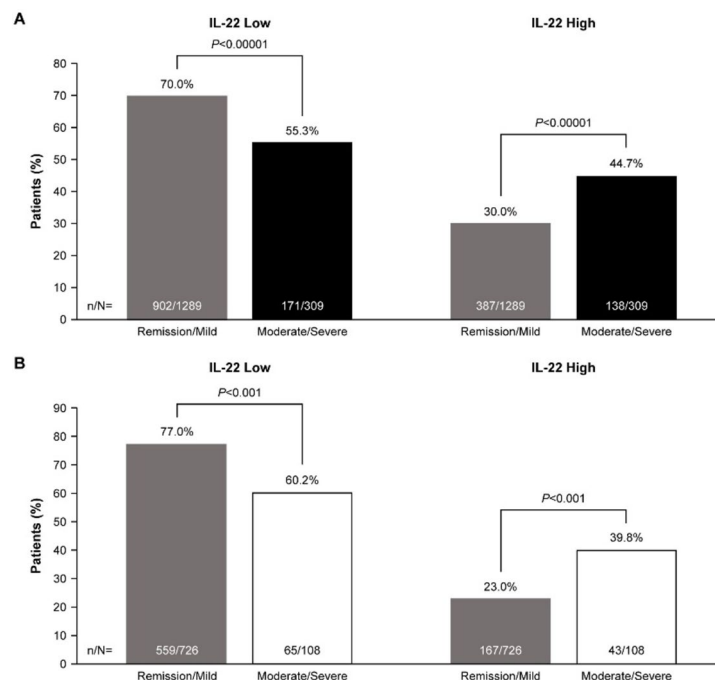 A
IL-22 Low
IL-22 High
P<0.00001
P<0.00001
Patients (%)
80
70
60
50
40
30
20
10
0
70.0%
55.3%
30.0%
44.7%
n/N=
902/1289
171/309
387/1289
138/309
Remission/Mild
Moderate/Severe
Remission/Mild
Moderate/Severe
B
IL-22 Low
IL-22 High
P<0.001
P<0.001
Patients (%)
90
80
70
60
50
40
30
20
10
0
77.0%
60.2%
23.0%
39.8%
n/N=
559/726
65/108
167/726
43/108
Remission/Mild
Moderate/Severe
Remission/Mild
Moderate/Severe